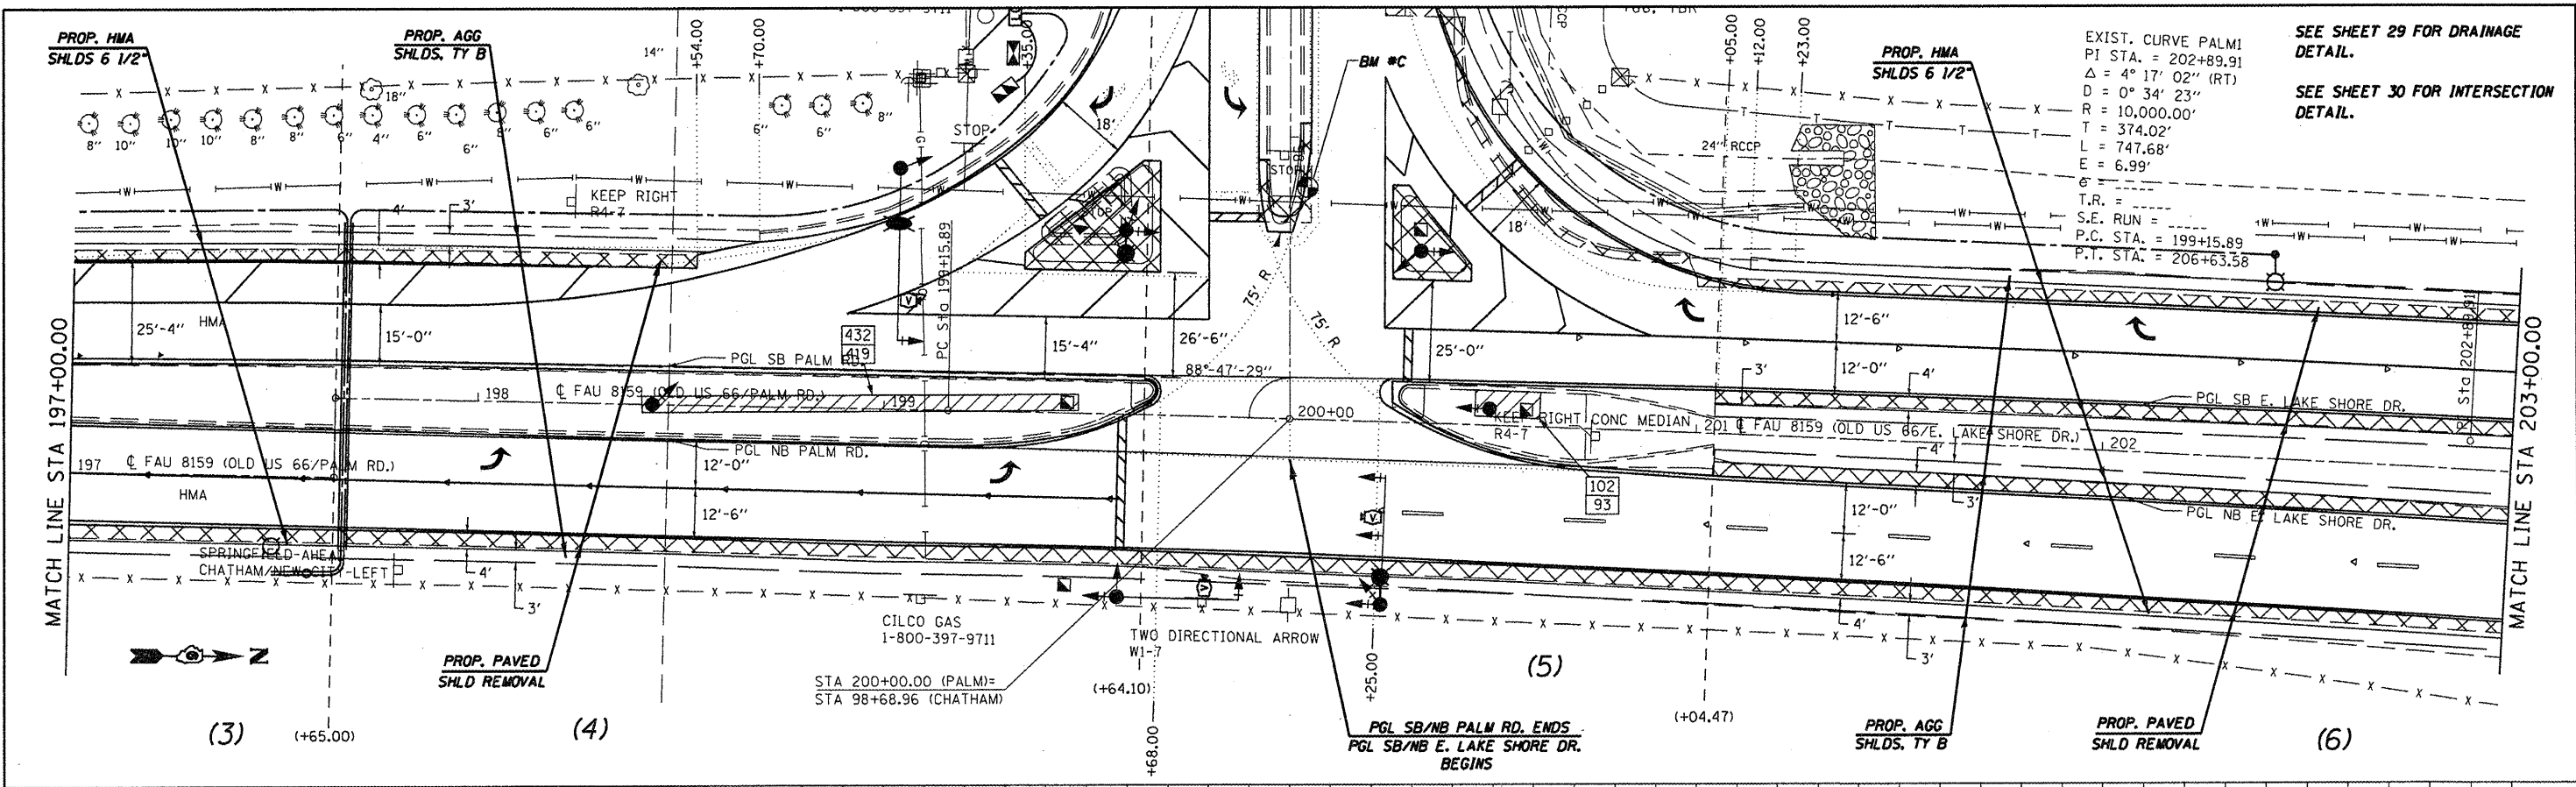 PROP. HMA
SHLDS 6 1/2"
PROP. AGG
SHLDS. TY B
14"
+54.00
+70.00
+35.00
BM #C
+05.00
+12.00
+23.00
PROP. HMA
SHLDS 6 1/2"
EXIST. CURVE PALM1
PI STA. = 202+89.91
Δ = 4° 17' 02" (RT)
D = 0° 34' 23"
R = 10,000.00'
T = 374.02'
L = 747.68'
E = 6.99'
e = -----
T.R. = -----
S.E. RUN = -----
P.C. STA. = 199+15.89
P.T. STA. = 206+63.58
SEE SHEET 29 FOR DRAINAGE
DETAIL.
SEE SHEET 30 FOR INTERSECTION
DETAIL.
18"
8" 10" 10" 10" 8" 8" 6" 4" 6" 6" 8" 6" 6"
6" 6" 8"
STOP
18'
STOP
24" RCCP
KEEP RIGHT
R4-7
4'
3'
18'
MATCH LINE STA 197+00.00
25'-4"
HMA
15'-0"
432
419
PC Sta 199+15.89
15'-4"
26'-6"
75' R
75' R
25'-0"
12'-6"
12'-0"
3'
4'
PI Sta 202+89.91
MATCH LINE STA 203+00.00
PGL SB PALM RD.
88°-47'-29"
198
℄ FAU 8159 (OLD US 66/PALM RD.)
199
200+00
KEEP RIGHT
R4-7
CONC MEDIAN
201
℄ FAU 8159 (OLD US 66/E. LAKE SHORE DR.)
202
PGL SB E. LAKE SHORE DR.
197
℄ FAU 8159 (OLD US 66/PALM RD.)
PGL NB PALM RD.
HMA
12'-0"
12'-6"
102
93
4'
3'
12'-0"
12'-6"
PGL NB E. LAKE SHORE DR.
SPRINGFIELD-AHEAD
4'
3'
CILCO GAS
1-800-397-9711
TWO DIRECTIONAL ARROW
W1-7
4'
3'
N
PROP. PAVED
SHLD REMOVAL
STA 200+00.00 (PALM)=
STA 98+68.96 (CHATHAM)
(+64.10)
+68.00
+25.00
(5)
(+04.47)
(3)
(+65.00)
(4)
PGL SB/NB PALM RD. ENDS
PGL SB/NB E. LAKE SHORE DR.
BEGINS
PROP. AGG
SHLDS. TY B
PROP. PAVED
SHLD REMOVAL
(6)